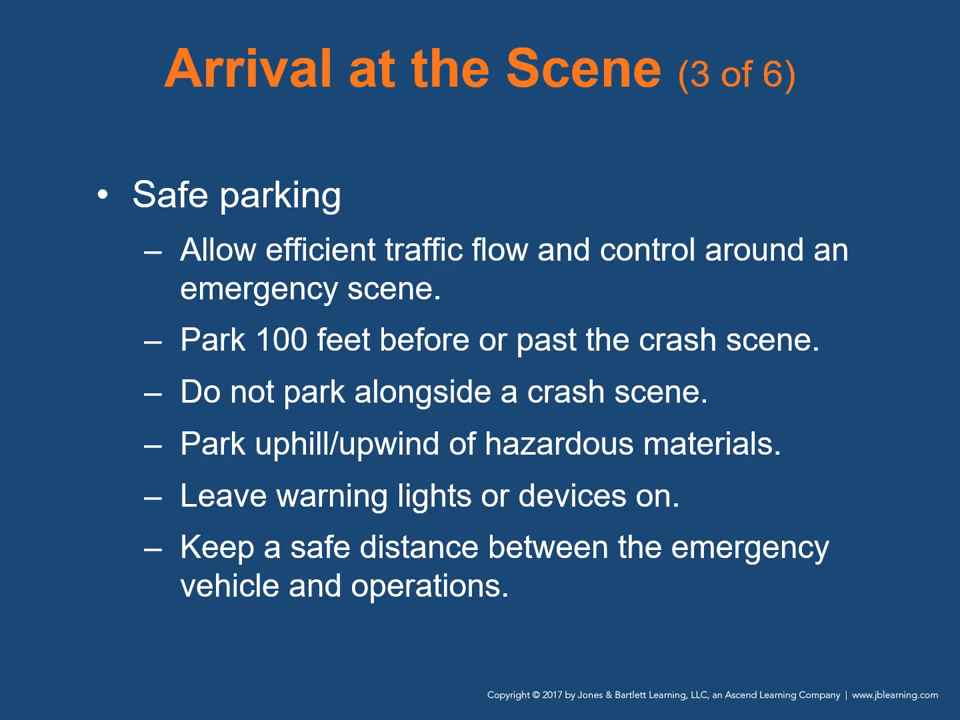 Arrival at the Scene (3 of 6)
• Safe parking
– Allow efficient traffic flow and control around an
emergency scene.
– Park 100 feet before or past the crash scene.
– Do not park alongside a crash scene.
– Park uphill/upwind of hazardous materials.
– Leave warning lights or devices on.
– Keep a safe distance between the emergency
vehicle and operations.
Copyright © 2017 by Jones & Bartlett Learning, LLC, an Ascend Learning Company | www.jblearning.com